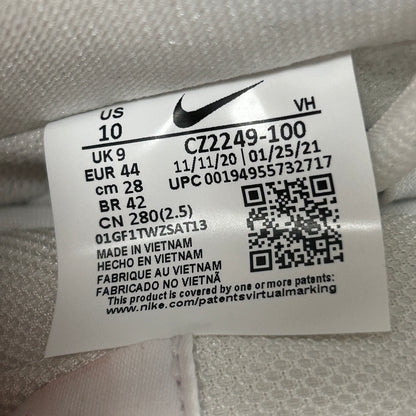 US VH
10 CZ2249-100
UK 9 11/11/20 | 01/25/21
EUR 44 UPC 00194955732717
cm 28
BR 42
CN 280(2.5)
01GF1TWZSAT13
MADE IN VIETNAM
HECHO EN VIETNAM
FABRIQUE AU VIETNAM
FABRICADO NO VIETNAM
This product is covered by one or more patents:
www.nike.com/patentsvirtualmarking